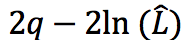 2q − 2ln (L̂)